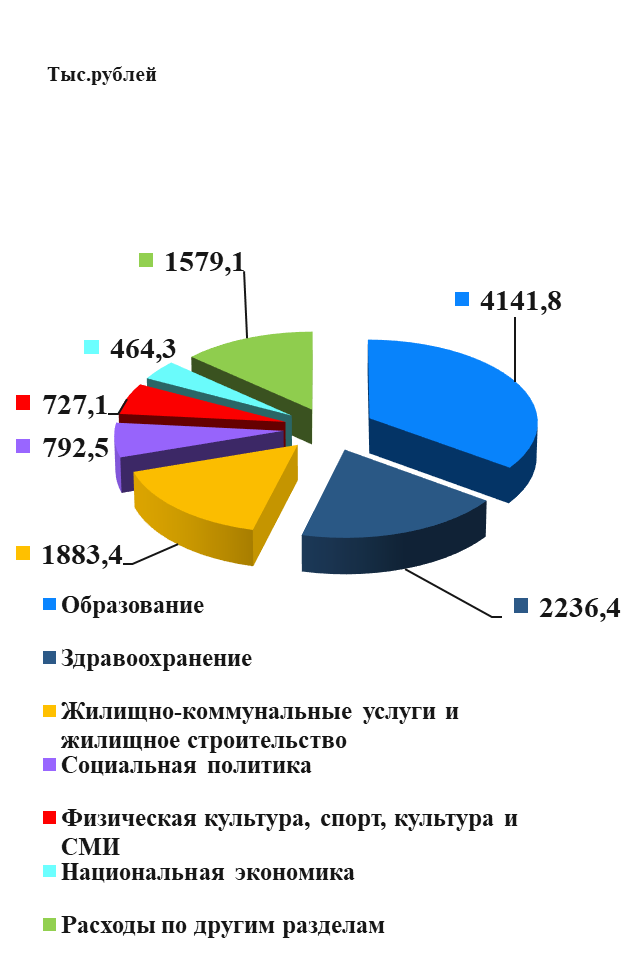 Тыс.рублей
1579,1
4141,8
464,3
727,1
792,5
1883,4
2236,4
Образование
Здравоохранение
Жилищно-коммунальные услуги и
жилищное строительство
Социальная политика
Физическая культура, спорт, культура и
СМИ
Национальная экономика
Расходы по другим разделам